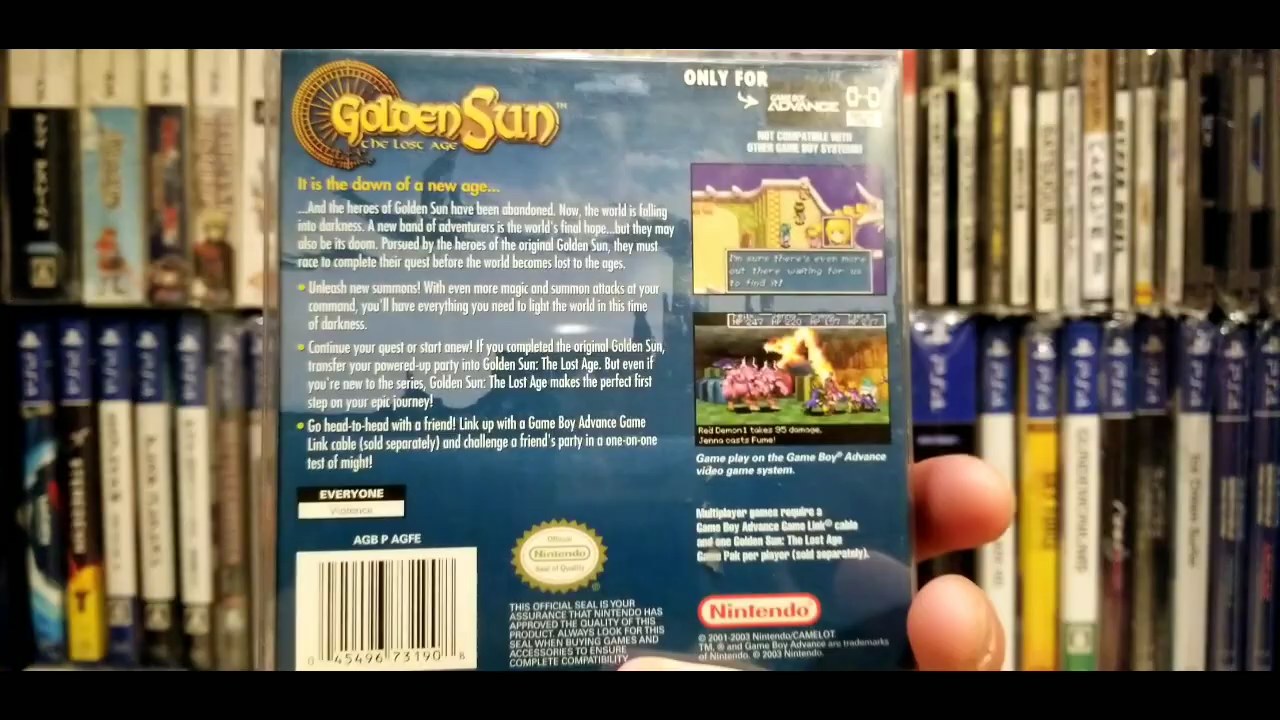 Golden Sun™
The Lost Age
ONLY FOR
GAME BOY
ADVANCE
NOT COMPATIBLE WITH
OTHER GAME BOY SYSTEMS!
It is the dawn of a new age...
...And the heroes of Golden Sun have been abandoned. Now, the world is falling
into darkness. A new band of adventurers is the world's final hope...but they may
also be its doom. Pursued by the heroes of the original Golden Sun, they must
race to complete their quest before the world becomes lost to the ages.
• Unleash new summons! With even more magic and summon attacks at your
command, you'll have everything you need to light the world in this time
of darkness.
• Continue your quest or start anew! If you completed the original Golden Sun,
transfer your powered-up party into Golden Sun: The Lost Age. But even if
you're new to the series, Golden Sun: The Lost Age makes the perfect first
step on your epic journey!
• Go head-to-head with a friend! Link up with a Game Boy Advance Game
Link cable (sold separately) and challenge a friend's party in a one-on-one
test of might!
I'm sure there's even more
out there waiting for us
to find it!
Red Demon1 takes 95 damage,
Jenna casts Fume!
Game play on the Game Boy® Advance
video game system.
Multiplayer games require a
Game Boy Advance Game Link® cable
and one Golden Sun: The Lost Age
Game Pak per player (sold separately).
EVERYONE
Violence
AGB P AGFE
0 45496 73190 8
Official
Nintendo
Seal of Quality
®
THIS OFFICIAL SEAL IS YOUR
ASSURANCE THAT NINTENDO HAS
APPROVED THE QUALITY OF THIS
PRODUCT. ALWAYS LOOK FOR THIS
SEAL WHEN BUYING GAMES AND
ACCESSORIES TO ENSURE
COMPLETE COMPATIBILITY
Nintendo
© 2001-2003 Nintendo/CAMELOT.
TM, ® and Game Boy Advance are trademarks
of Nintendo. © 2003 Nintendo.
PS4
PS4
PS4
PS4
PS4
PS4
PS4